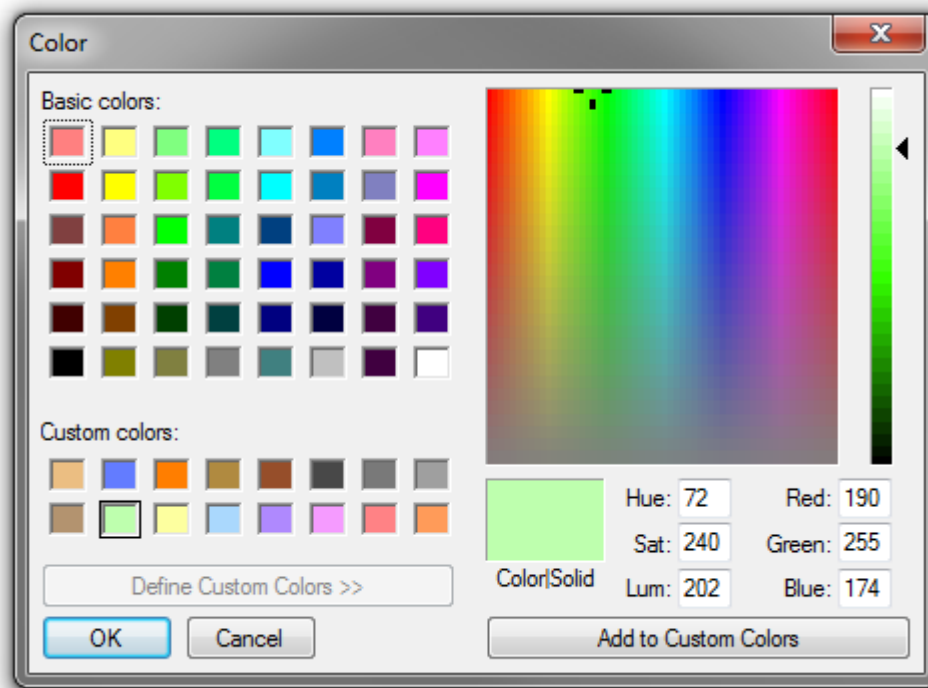 Color
Basic colors:
Custom colors:
Define Custom Colors >>
OK
Cancel
Color|Solid
Hue: 72
Sat: 240
Lum: 202
Red: 190
Green: 255
Blue: 174
Add to Custom Colors